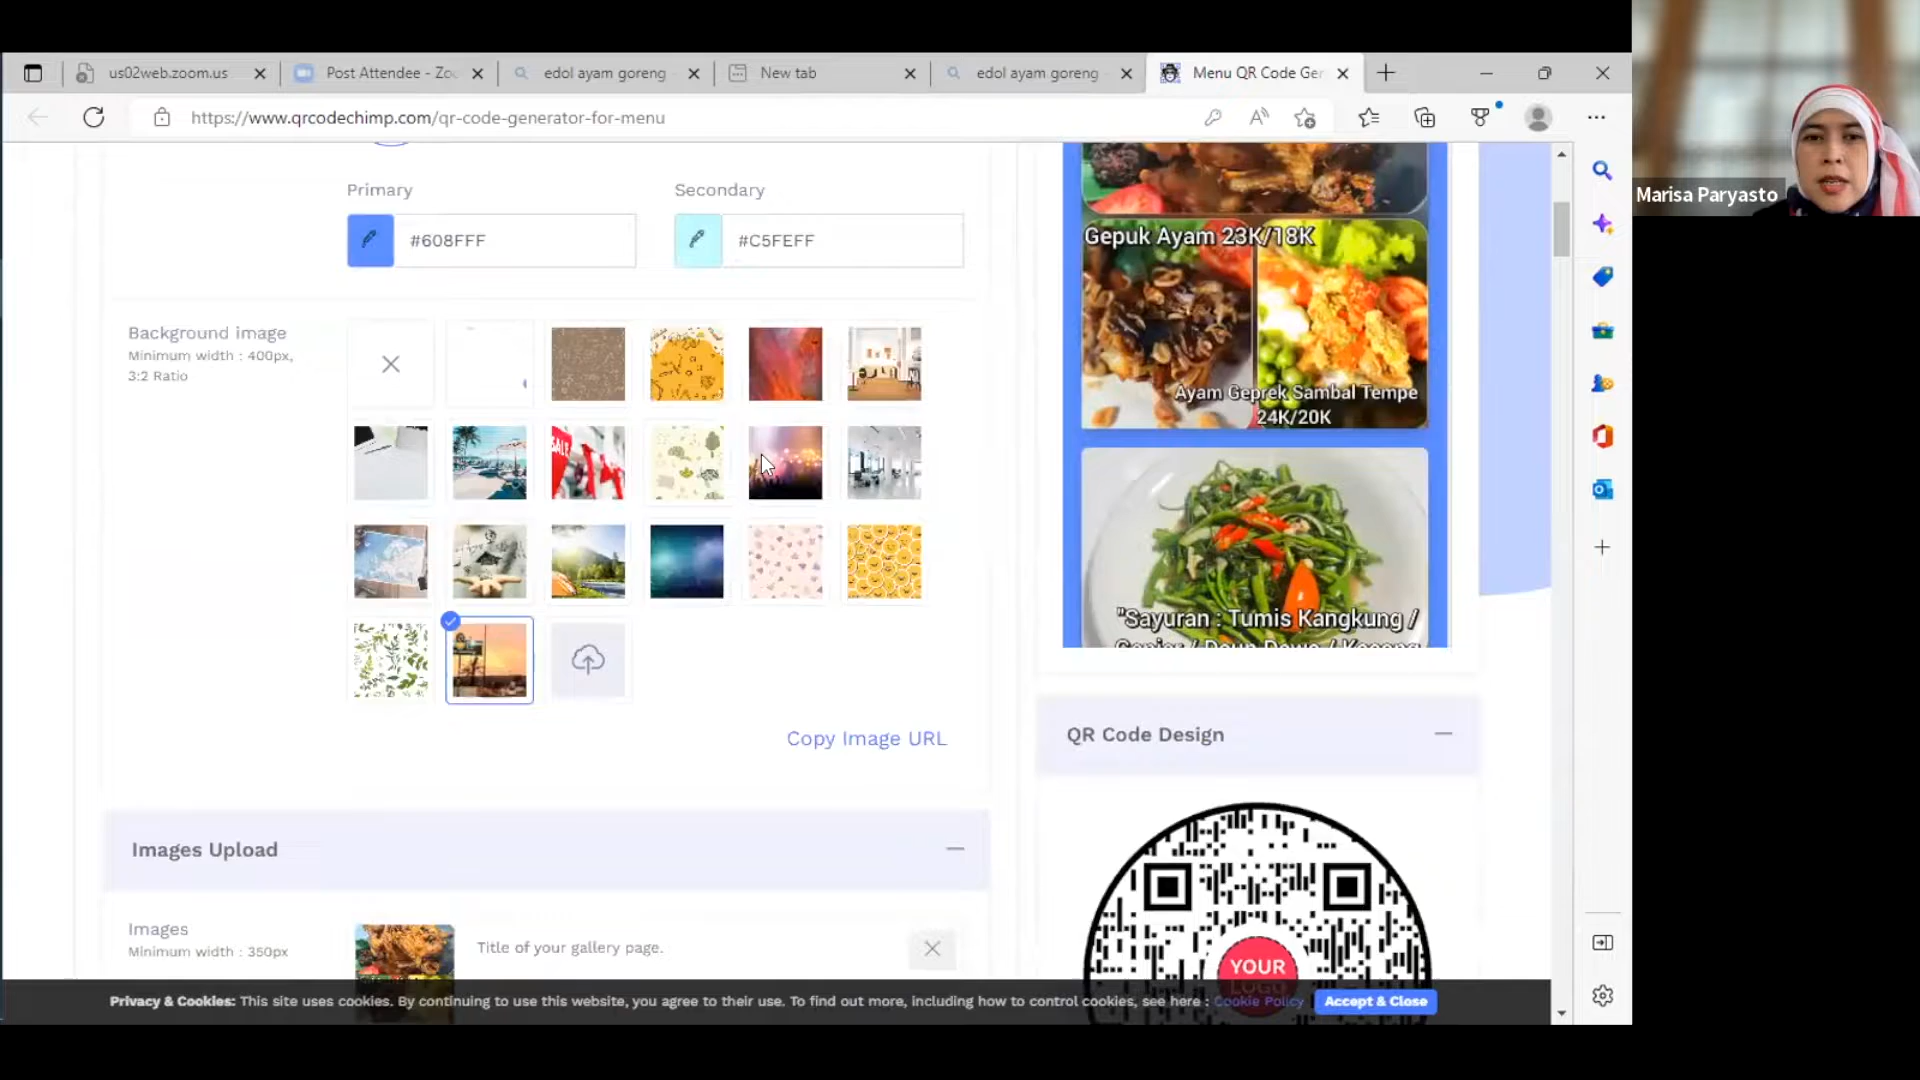 us02web.zoom.us
Post Attendee - Zo
edol ayam goreng
New tab
edol ayam goreng
Menu QR Code Ger
https://www.qrcodechimp.com/qr-code-generator-for-menu
Marisa Paryasto
Primary
Secondary
#608FFF
#C5FEFF
Background image
Minimum width : 400px,
3:2 Ratio
SALE
Copy Image URL
Images Upload
Images
Minimum width : 350px
Title of your gallery page.
Gepuk Ayam 23K/18K
Ayam Geprek Sambal Tempe
24K/20K
"Sayuran : Tumis Kangkung /
QR Code Design
YOUR
LOGO
Privacy & Cookies: This site uses cookies. By continuing to use this website, you agree to their use. To find out more, including how to control cookies, see here : Cookie Policy
Accept & Close